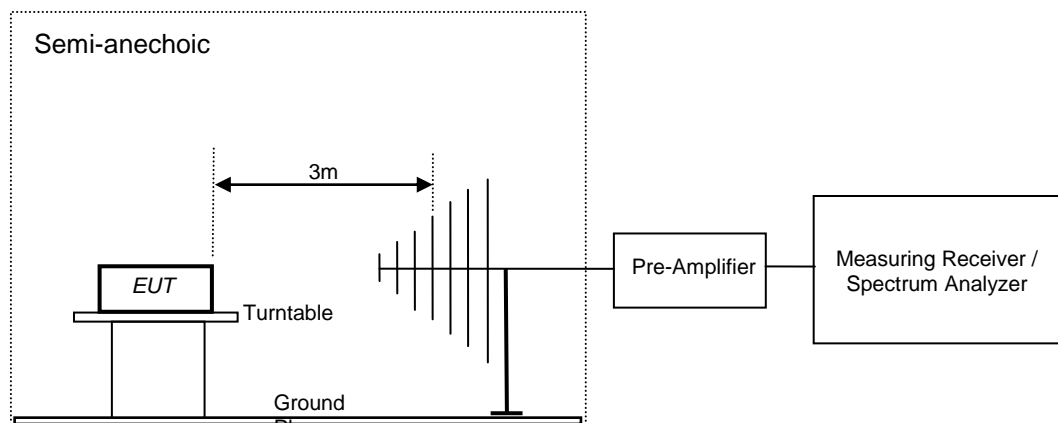 Semi-anechoic
3m
EUT
Turntable
Pre-Amplifier
Measuring Receiver /
Spectrum Analyzer
Ground